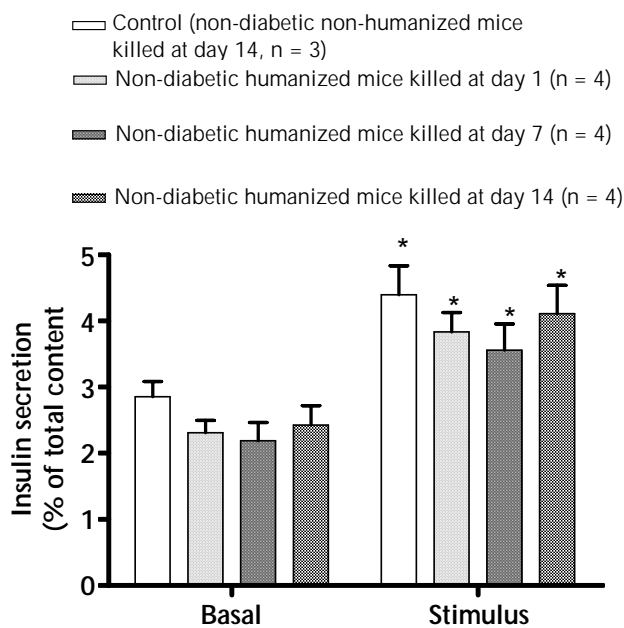 Control (non-diabetic non-humanized mice
killed at day 14, n = 3)
Non-diabetic humanized mice killed at day 1 (n = 4)
Non-diabetic humanized mice killed at day 7 (n = 4)
Non-diabetic humanized mice killed at day 14 (n = 4)
Insulin secretion
(% of total content
5
4
3
2
1
0
*
*
*
*
Basal
Stimulus